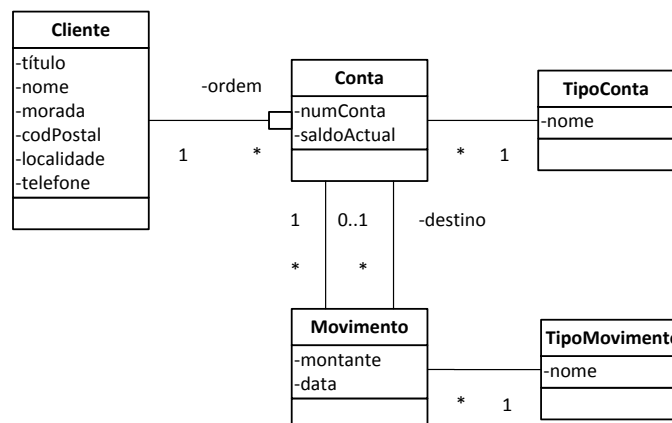 Cliente
-título
-nome
-morada
-codPostal
-localidade
-telefone
-ordem
1
*
Conta
-numConta
-saldoActual
*
1
TipoConta
-nome
1
0..1
-destino
*
*
Movimento
-montante
-data
*
1
TipoMovimento
-nome